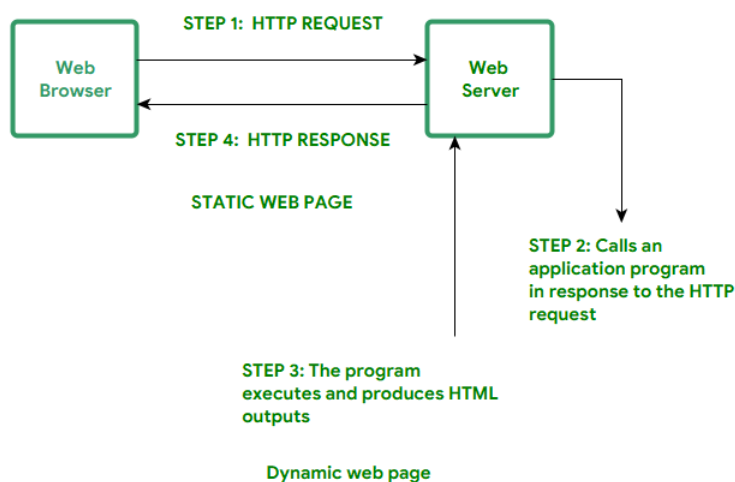 STEP 1: HTTP REQUEST
Web
Browser
Web
Server
STEP 4: HTTP RESPONSE
STATIC WEB PAGE
STEP 2: Calls an
application program
in response to the HTTP
request
STEP 3: The program
executes and produces HTML
outputs
Dynamic web page